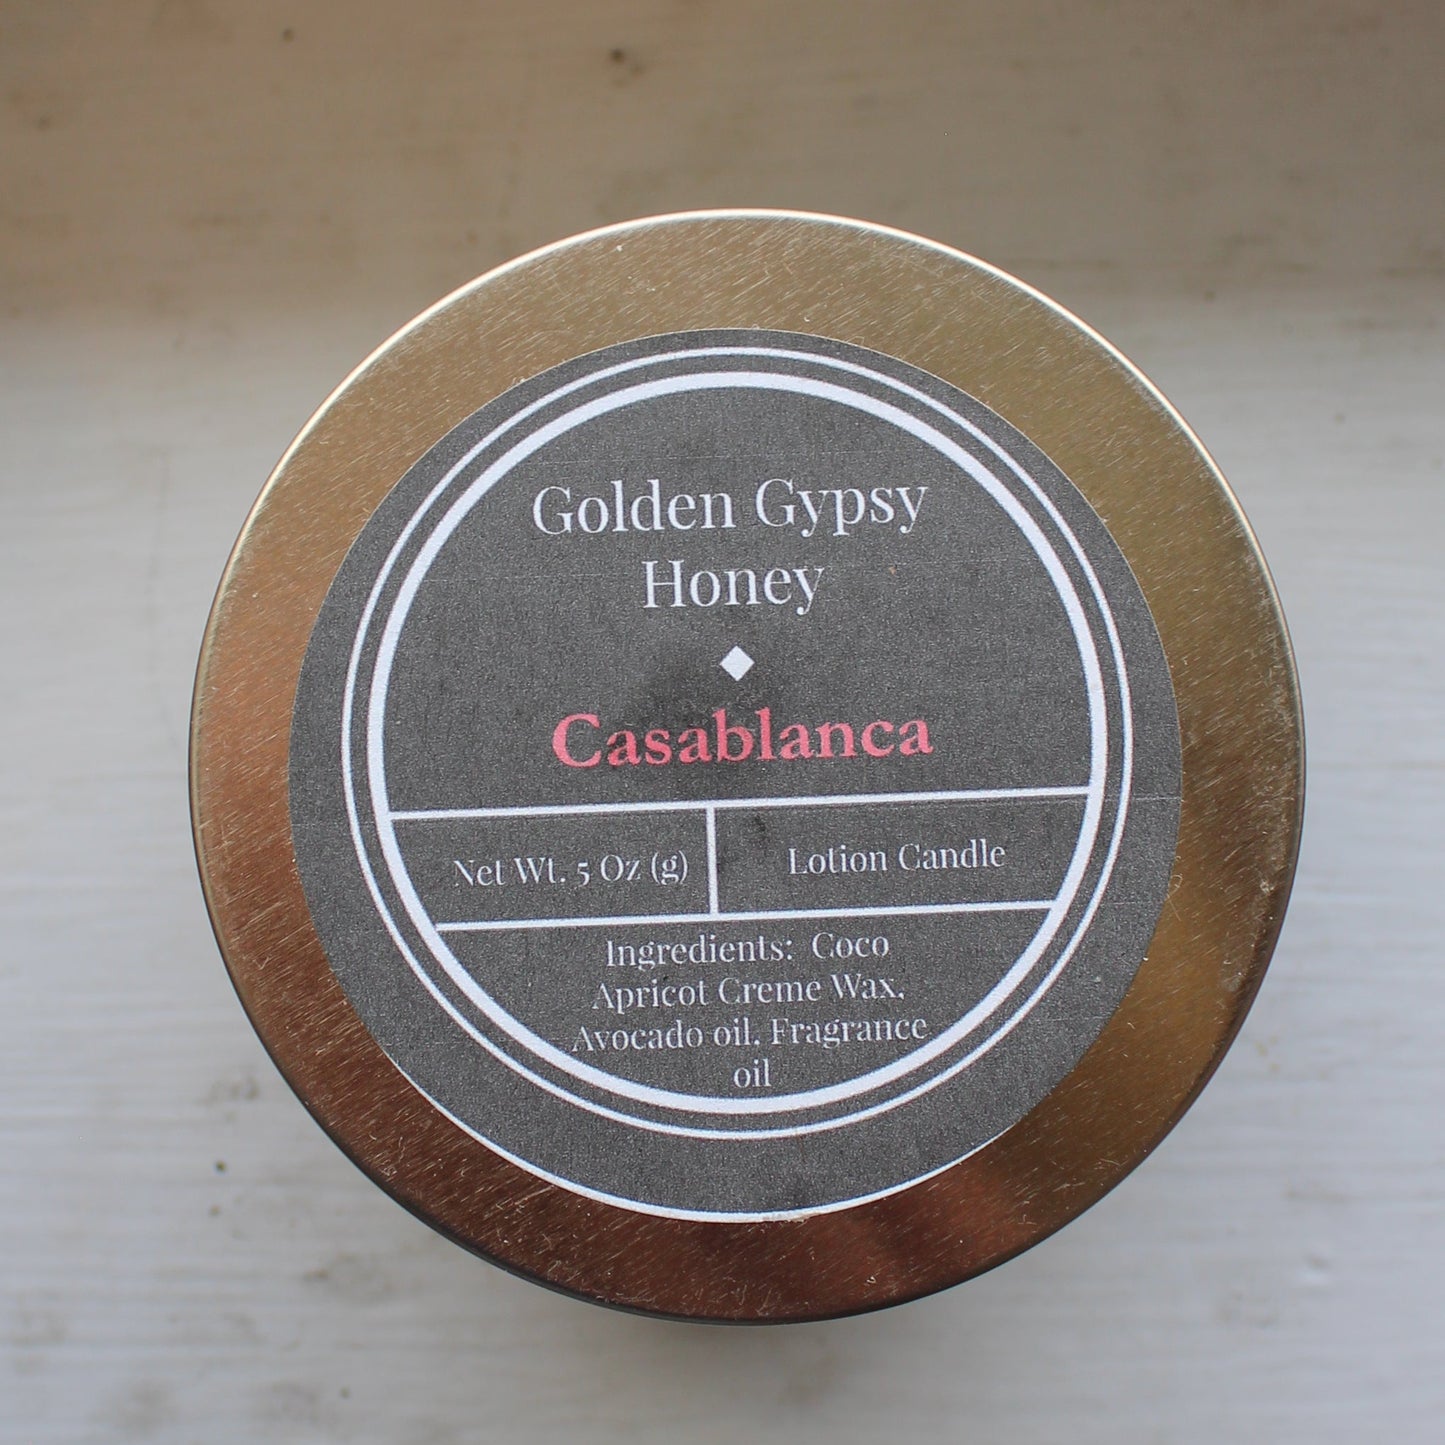 Golden Gypsy
Honey
Casablanca
Net Wt. 5 Oz (g)
Lotion Candle
Ingredients: Coco
Apricot Creme Wax,
Avocado oil, Fragrance
oil